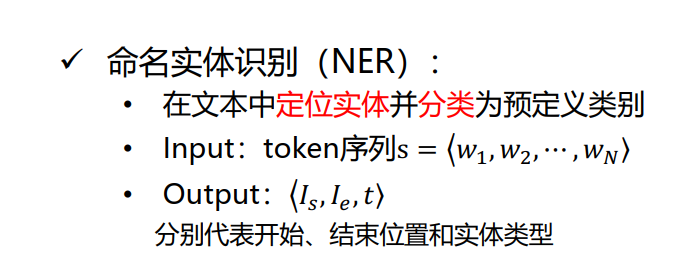 ✓ 命名实体识别（NER）:
• 在文本中定位实体并分类为预定义类别
• Input：token序列s = ⟨w₁, w₂, ⋯, w_N⟩
• Output：⟨I_s, I_e, t⟩
分别代表开始、结束位置和实体类型